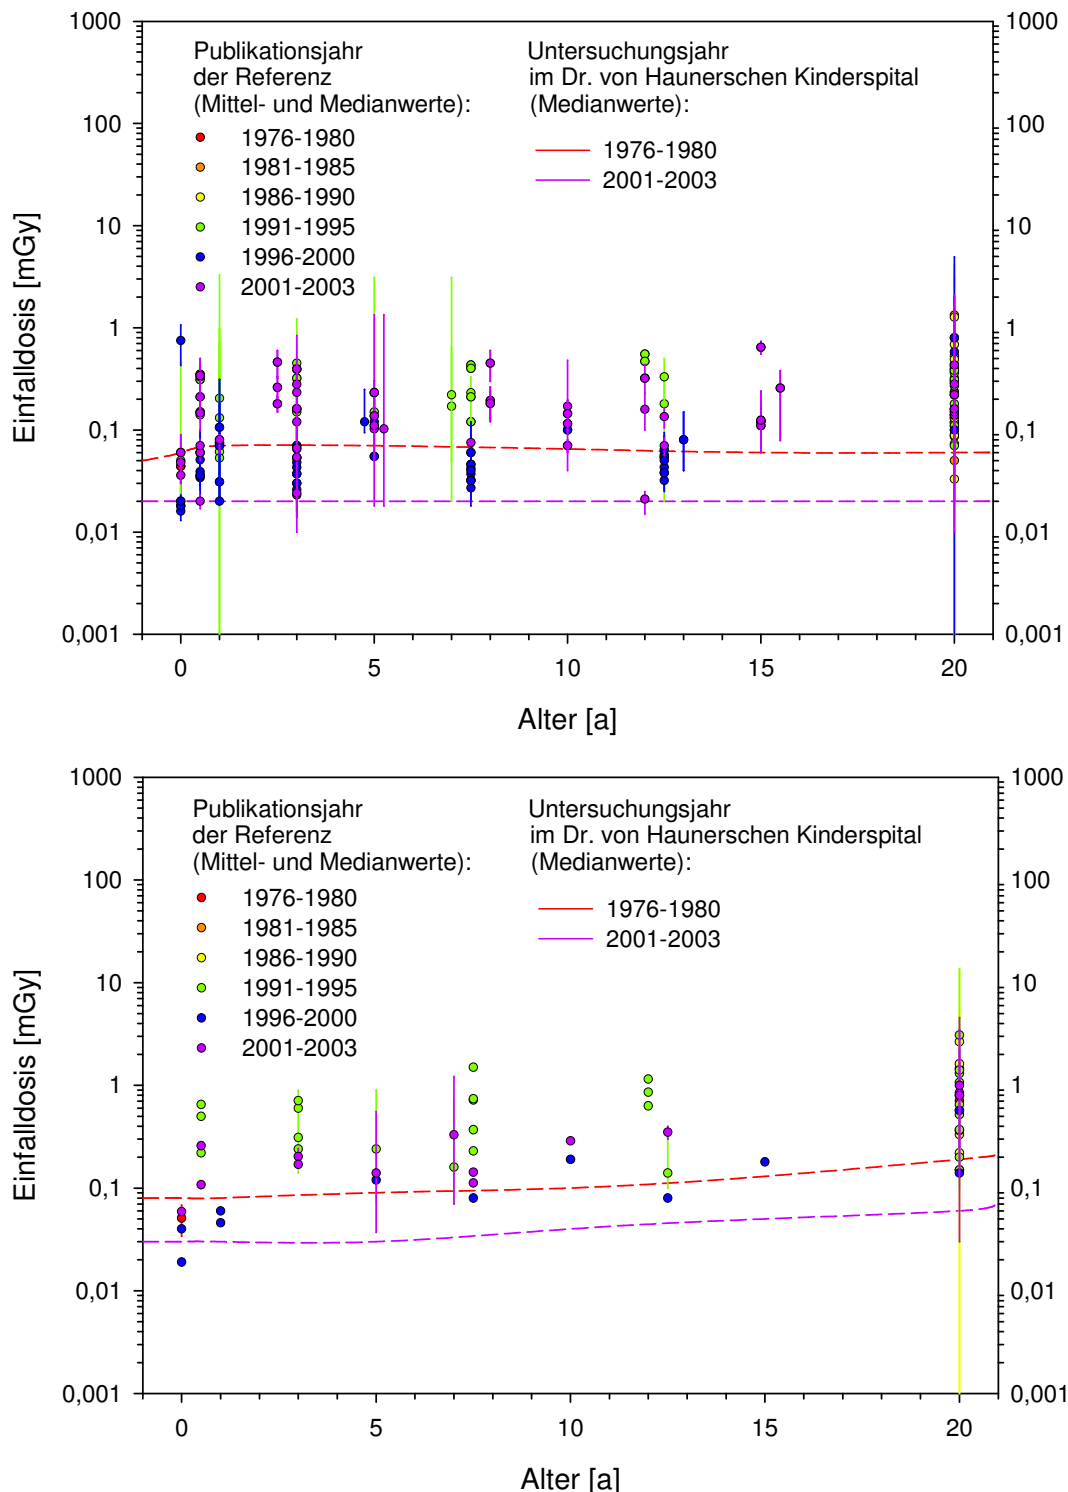 1000
100
10
1
0,1
0,01
0,001
Einfalldosis [mGy]
Publikationsjahr
der Referenz
(Mittel- und Medianwerte):
1976-1980
1981-1985
1986-1990
1991-1995
1996-2000
2001-2003
Untersuchungsjahr
im Dr. von Haunerschen Kinderspital
(Medianwerte):
1976-1980
2001-2003
1000
100
10
1
0,1
0,01
0,001
0 5 10 15 20
Alter [a]
1000
100
10
1
0,1
0,01
0,001
Einfalldosis [mGy]
Publikationsjahr
der Referenz
(Mittel- und Medianwerte):
1976-1980
1981-1985
1986-1990
1991-1995
1996-2000
2001-2003
Untersuchungsjahr
im Dr. von Haunerschen Kinderspital
(Medianwerte):
1976-1980
2001-2003
1000
100
10
1
0,1
0,01
0,001
0 5 10 15 20
Alter [a]